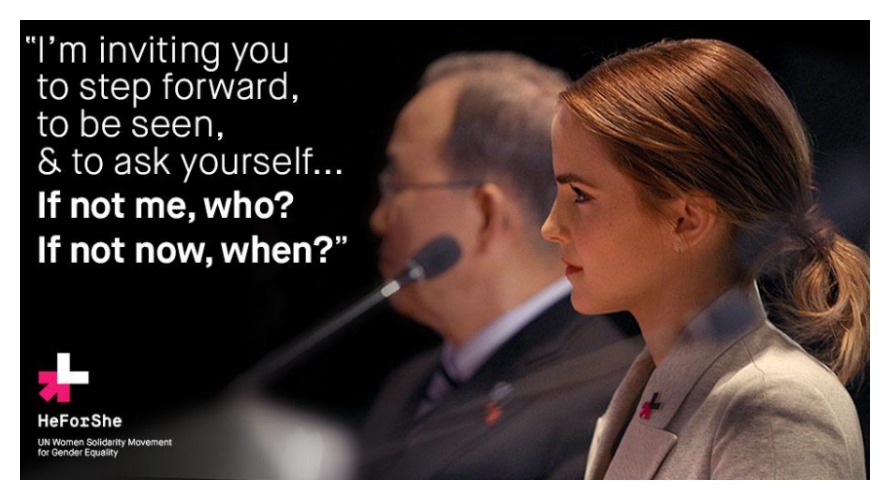 “I’m inviting you
to step forward,
to be seen,
& to ask yourself...
If not me, who?
If not now, when?”
HeForShe
UN Women Solidarity Movement
for Gender Equality